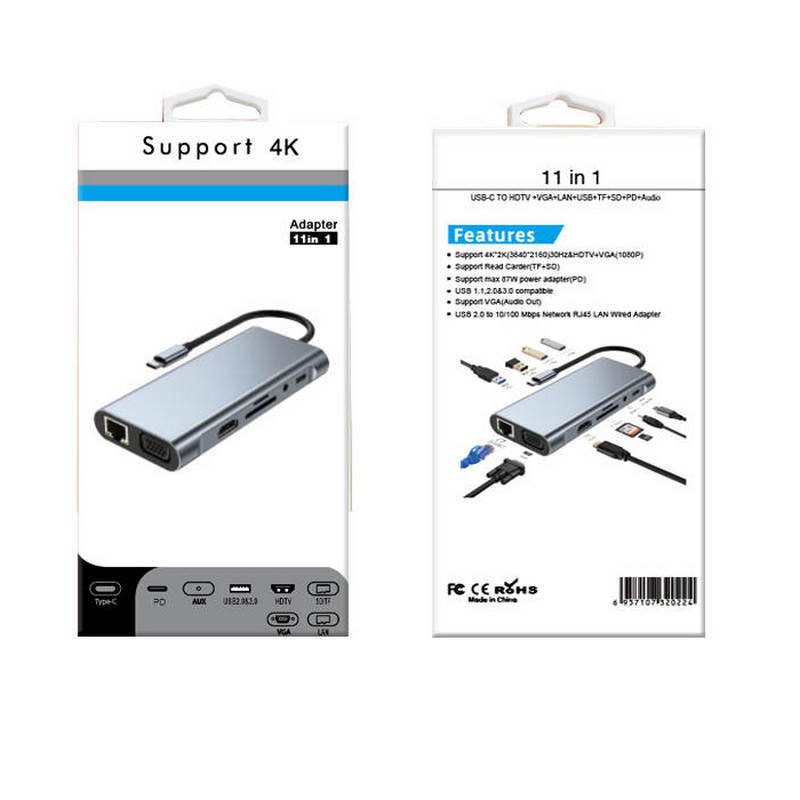 Support 4K
Adapter
11in 1
Type-C
PD
AUX
USB2.0&3.0
HDTV
SD/TF
VGA
LAN
11 in 1
USB-C TO HDTV +VGA+LAN+USB+TF+SD+PD+Audio
Features
Support 4K*2K(3840*2160)30Hz&HDTV+VGA(1080P)
Support Read Carder(TF+SD)
Support max 87W power adapter(PD)
USB 1.1,2.0&3.0 compatible
Support VGA(Audio Out)
USB 2.0 to 10/100 Mbps Network RJ45 LAN Wired Adapter
FC CE RoHS
Made in China
6 937107 320224